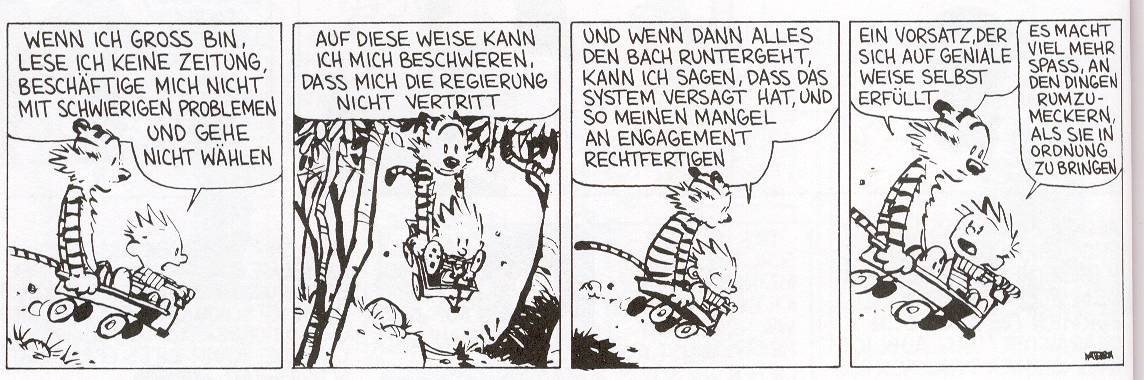 WENN ICH GROSS BIN,
LESE ICH KEINE ZEITUNG,
BESCHÄFTIGE MICH NICHT
MIT SCHWIERIGEN PROBLEMEN
UND GEHE
NICHT WÄHLEN
AUF DIESE WEISE KANN
ICH MICH BESCHWEREN,
DASS MICH DIE REGIERUNG
NICHT VERTRITT
UND WENN DANN ALLES
DEN BACH RUNTERGEHT,
KANN ICH SAGEN, DASS DAS
SYSTEM VERSAGT HAT, UND
SO MEINEN MANGEL
AN ENGAGEMENT
RECHTFERTIGEN
EIN VORSATZ, DER
SICH AUF GENIALE
WEISE SELBST
ERFÜLLT
ES MACHT
VIEL MEHR
SPASS, AN
DEN DINGEN
RUMZU-
MECKERN,
ALS SIE IN
ORDNUNG
ZU BRINGEN